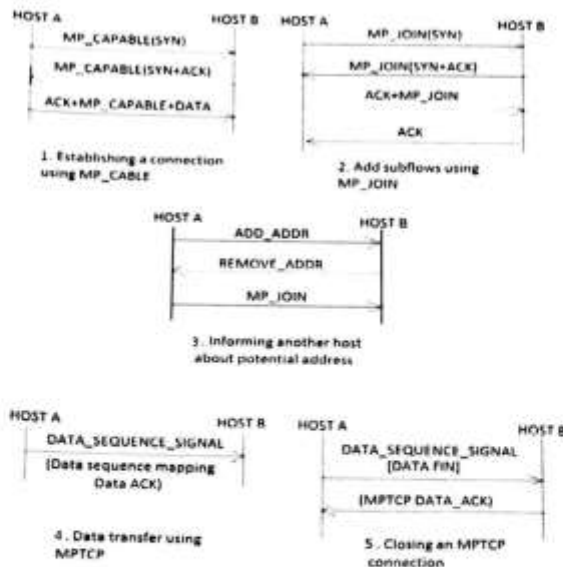 HOST A
HOST B
MP_CAPABLE(SYN)
MP_CAPABLE(SYN+ACK)
ACK+MP_CAPABLE+DATA
1. Establishing a connection
using MP_CABLE
HOST A
HOST B
MP_JOIN(SYN)
MP_JOIN(SYN+ACK)
ACK+MP_JOIN
ACK
2. Add subflows using
MP_JOIN
HOST A
HOST B
ADD_ADDR
REMOVE_ADDR
MP_JOIN
3 . Informing another host
about potential address
HOST A
HOST B
DATA_SEQUENCE_SIGNAL
(Data sequence mapping
Data ACK)
4 . Data transfer using
MPTCP
HOST A
HOST B
DATA_SEQUENCE_SIGNAL
[DATA FIN]
(MPTCP DATA_ACK)
5 . Closing an MPTCP
connection